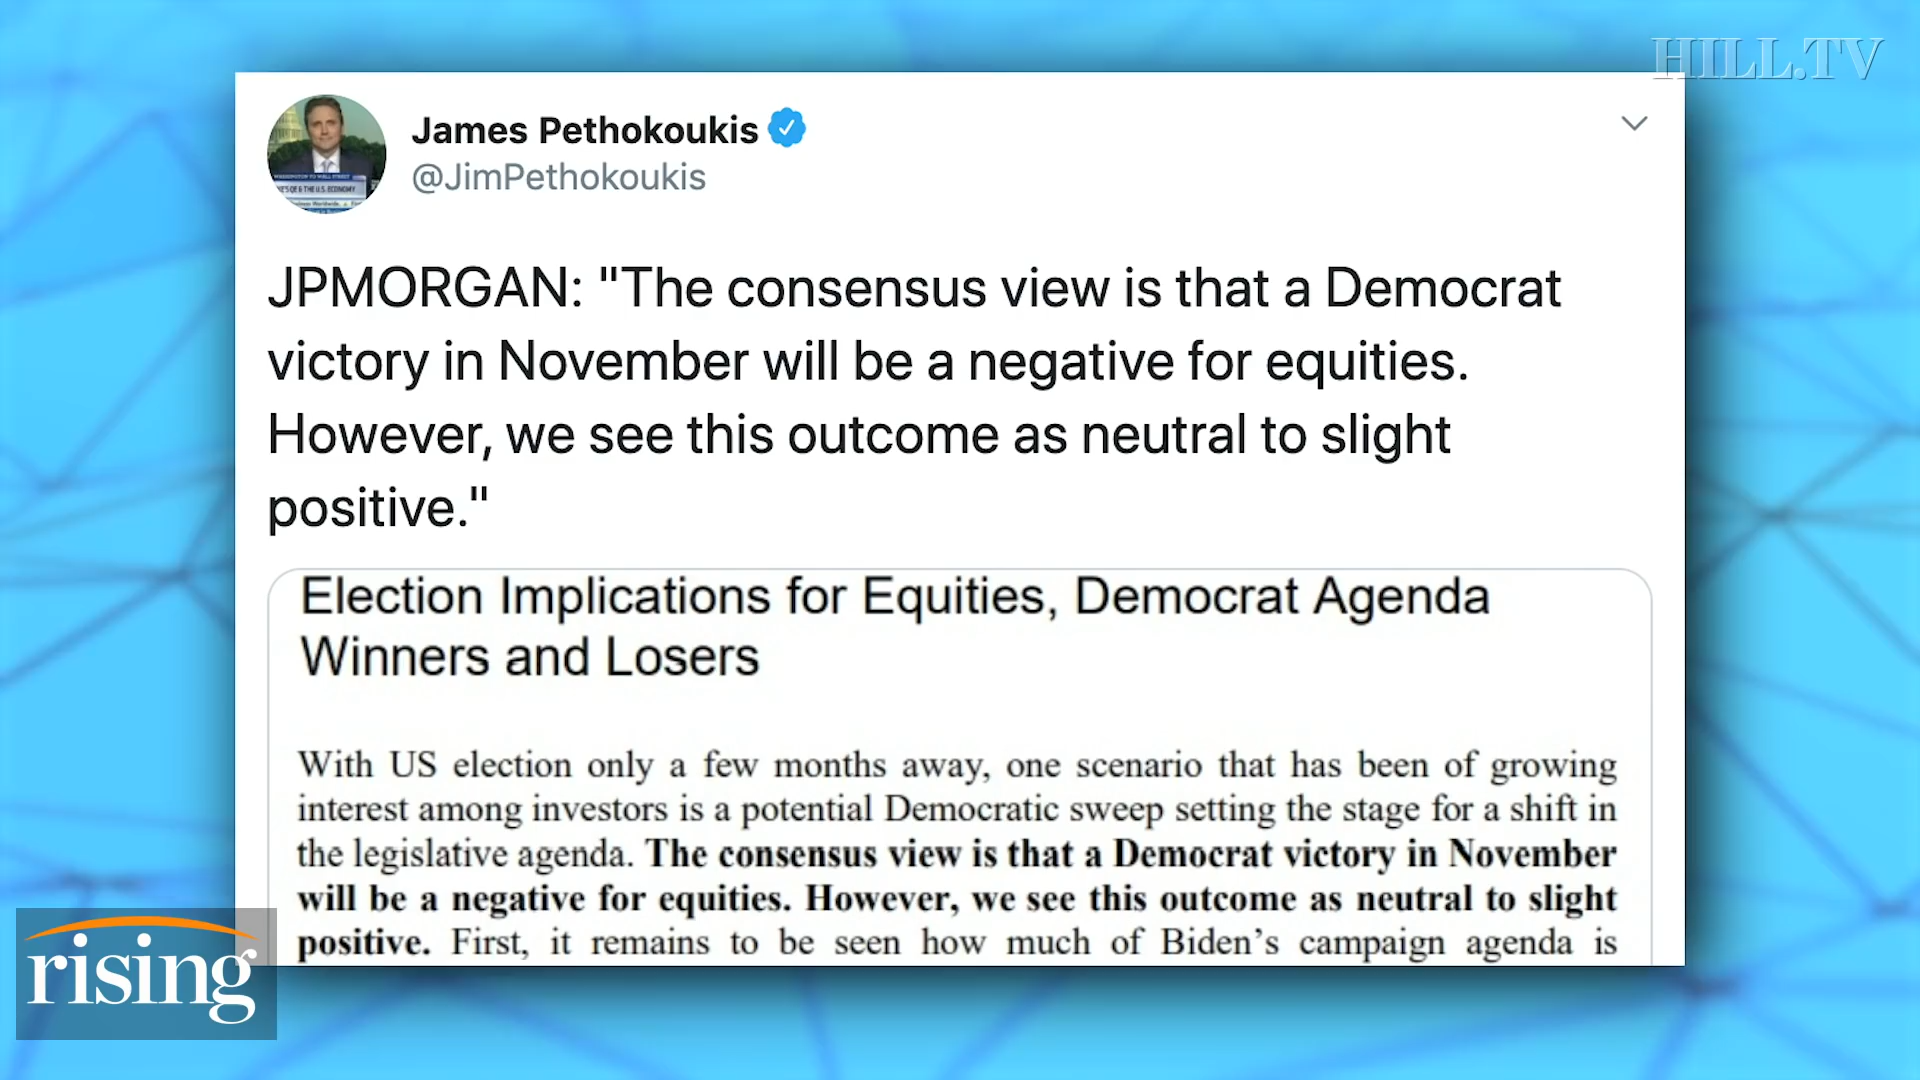 HILL.TV
James Pethokoukis
@JimPethokoukis
JPMORGAN: "The consensus view is that a Democrat
victory in November will be a negative for equities.
However, we see this outcome as neutral to slight
positive."
Election Implications for Equities, Democrat Agenda
Winners and Losers
With US election only a few months away, one scenario that has been of growing
interest among investors is a potential Democratic sweep setting the stage for a shift in
the legislative agenda. The consensus view is that a Democrat victory in November
will be a negative for equities. However, we see this outcome as neutral to slight
positive. First, it remains to be seen how much of Biden's campaign agenda is
rising